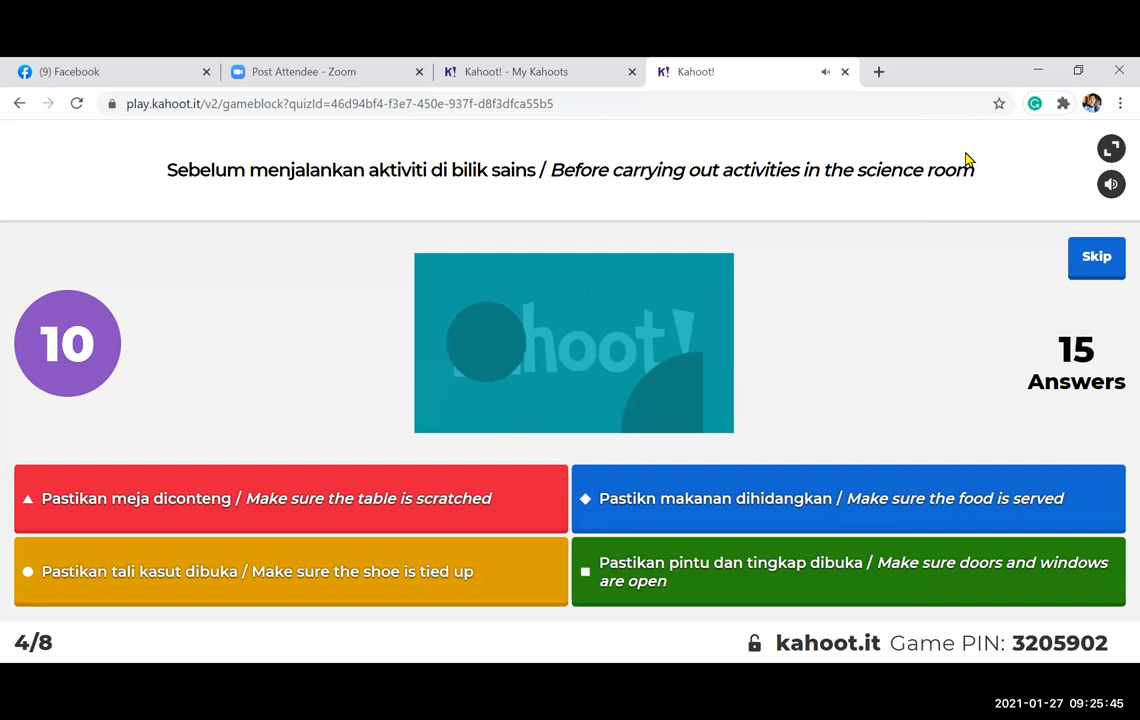 (9) Facebook
Post Attendee - Zoom
Kahoot! - My Kahoots
Kahoot!
play.kahoot.it/v2/gameblock?quizId=46d94bf4-f3e7-450e-937f-d8f3dfca55b5
Sebelum menjalankan aktiviti di bilik sains / Before carrying out activities in the science room
Skip
10
Kahoot!
15
Answers
Pastikan meja diconteng / Make sure the table is scratched
Pastikn makanan dihidangkan / Make sure the food is served
Pastikan tali kasut dibuka / Make sure the shoe is tied up
Pastikan pintu dan tingkap dibuka / Make sure doors and windows
are open
4/8
kahoot.it Game PIN: 3205902
2021-01-27 09:25:45